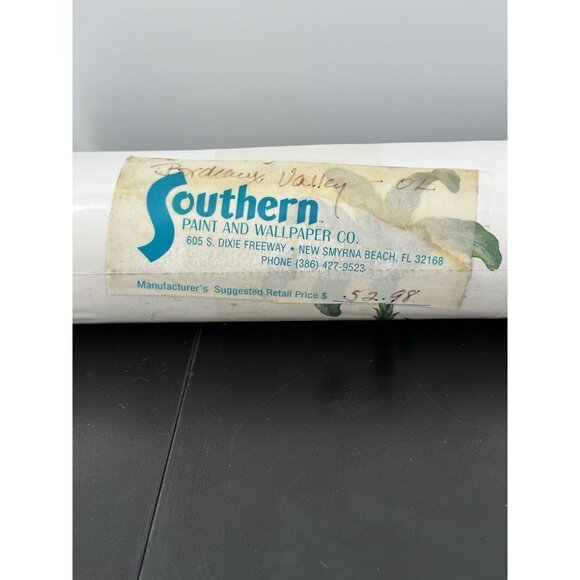 Bordeaux Valley - OL
Southern
PAINT AND WALLPAPER CO.
605 S. DIXIE FREEWAY • NEW SMYRNA BEACH, FL 32168
PHONE (386) 427-9523
Manufacturer's Suggested Retail Price $ 52.98